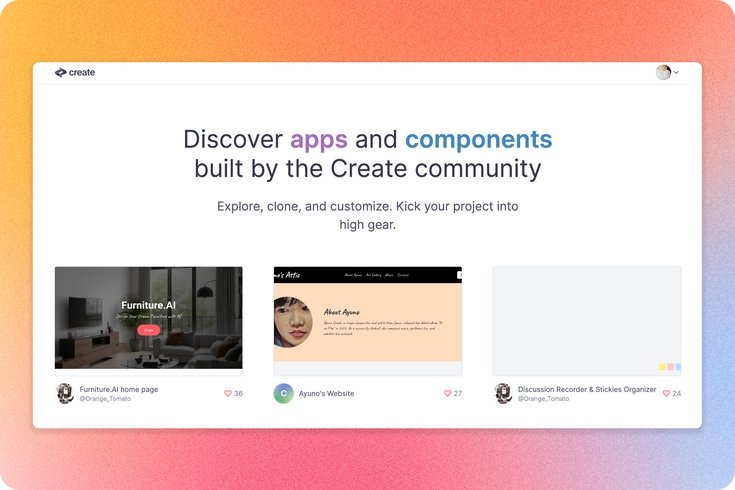 create
Discover apps and components
built by the Create community
Explore, clone, and customize. Kick your project into
high gear.
Furniture.AI
Design Your Dream Furniture with AI
Furniture.AI home page
@Orange_Tomato
36
no's Attic
About Ayuno
Art Gallery
Music
Contact
About Ayuno
C
Ayuno's Website
27
Discussion Recorder & Stickies Organizer
@Orange_Tomato
24